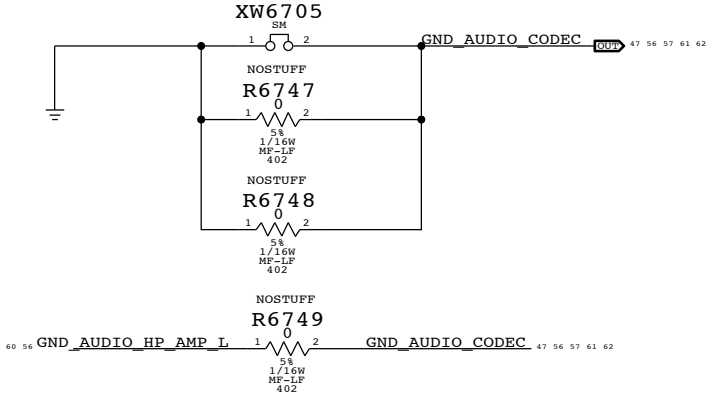 XW6705
SM
1 2
GND_AUDIO_CODEC OUT 47 56 57 61 62
NOSTUFF
R6747
0
1 2
5%
1/16W
MF-LF
402
NOSTUFF
R6748
0
1 2
5%
1/16W
MF-LF
402
NOSTUFF
R6749
0
60 56 GND_AUDIO_HP_AMP_L 1 2 GND_AUDIO_CODEC 47 56 57 61 62
5%
1/16W
MF-LF
402